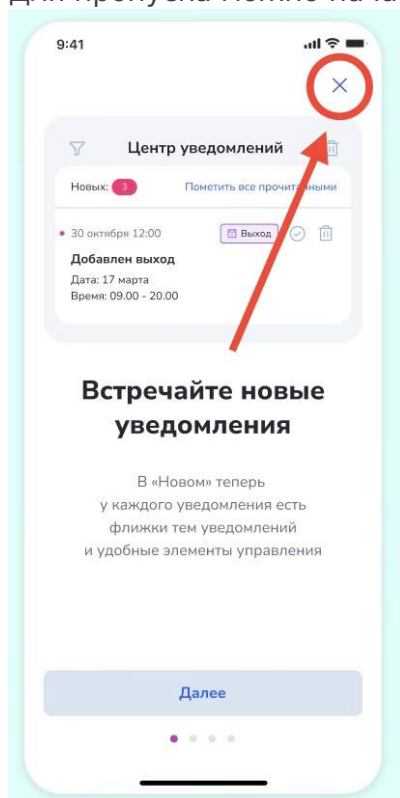 9:41
Центр уведомлений
Новых: 3 Пометить все прочитанными
30 октября 12:00 Выход
Добавлен выход
Дата: 17 марта
Время: 09.00 - 20.00
Встречайте новые
уведомления
В «Новом» теперь
у каждого уведомления есть
флижки тем уведомлений
и удобные элементы управления
Далее